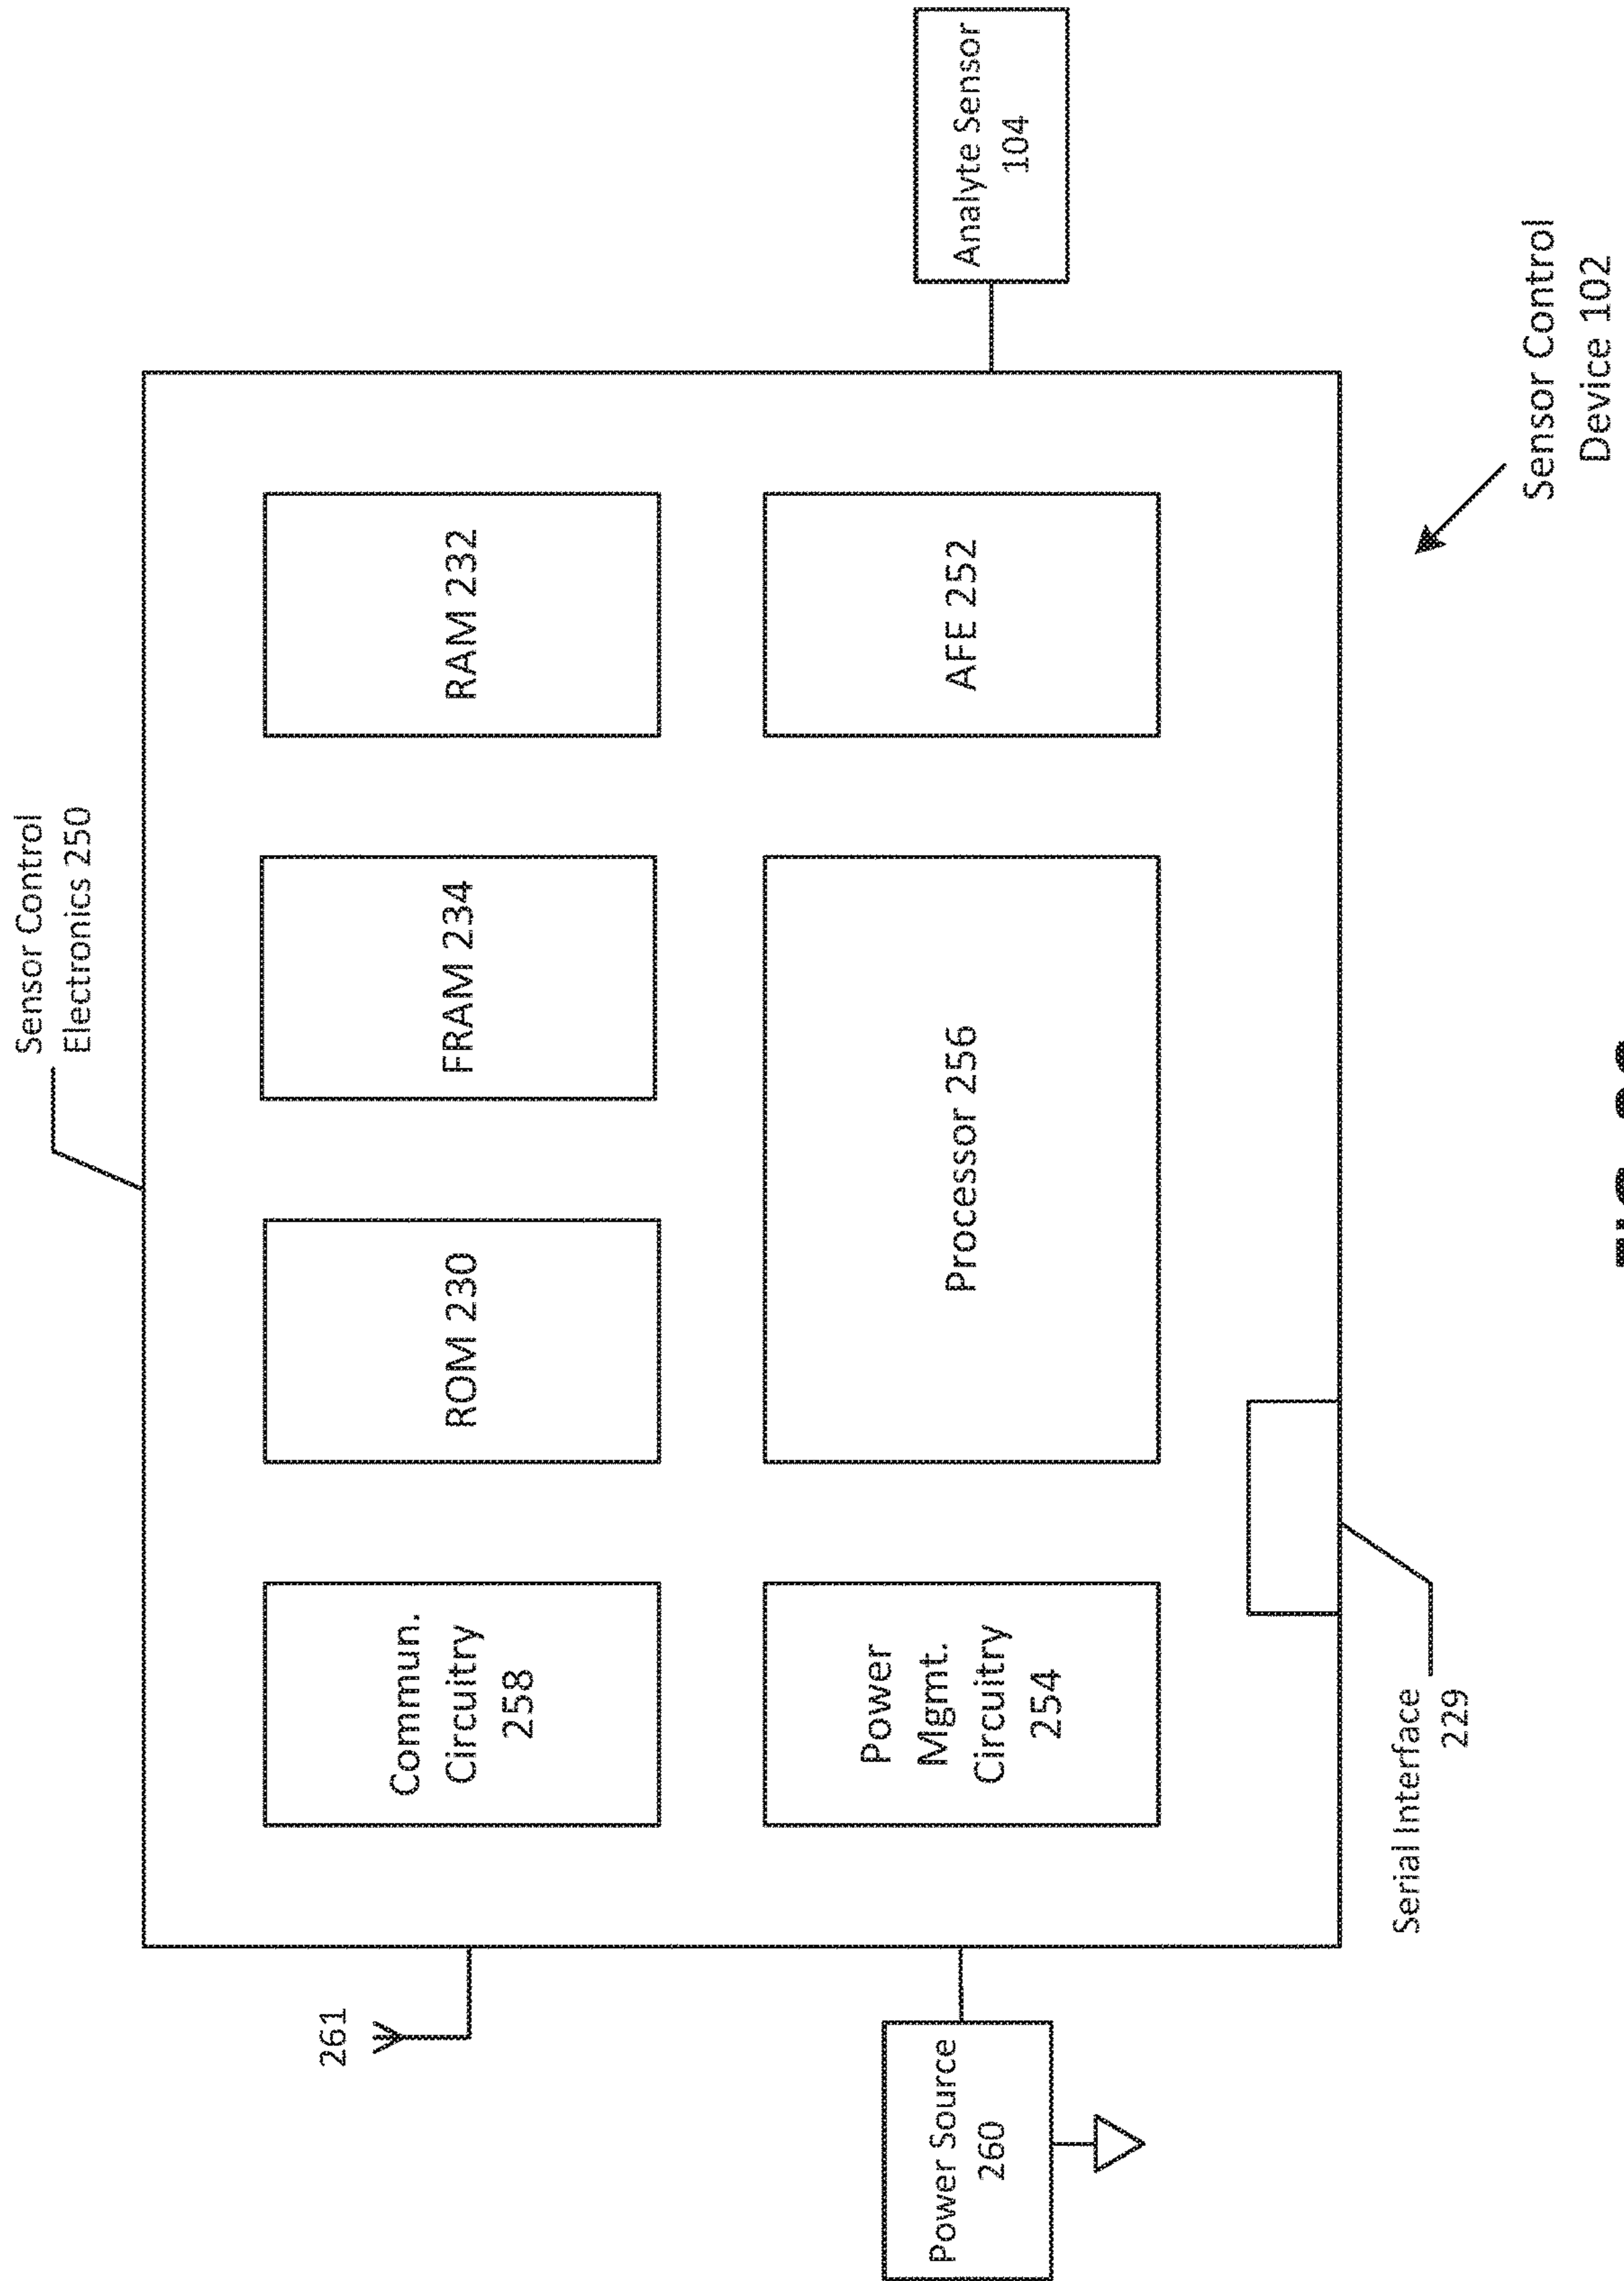 Sensor Control
Electronics 250
261
Commun.
Circuitry
258
ROM 230
FRAM 234
RAM 232
Power
Mgmt.
Circuitry
254
Processor 256
AFE 252
Power Source
260
Analyte Sensor
104
Serial Interface
229
Sensor Control
Device 102